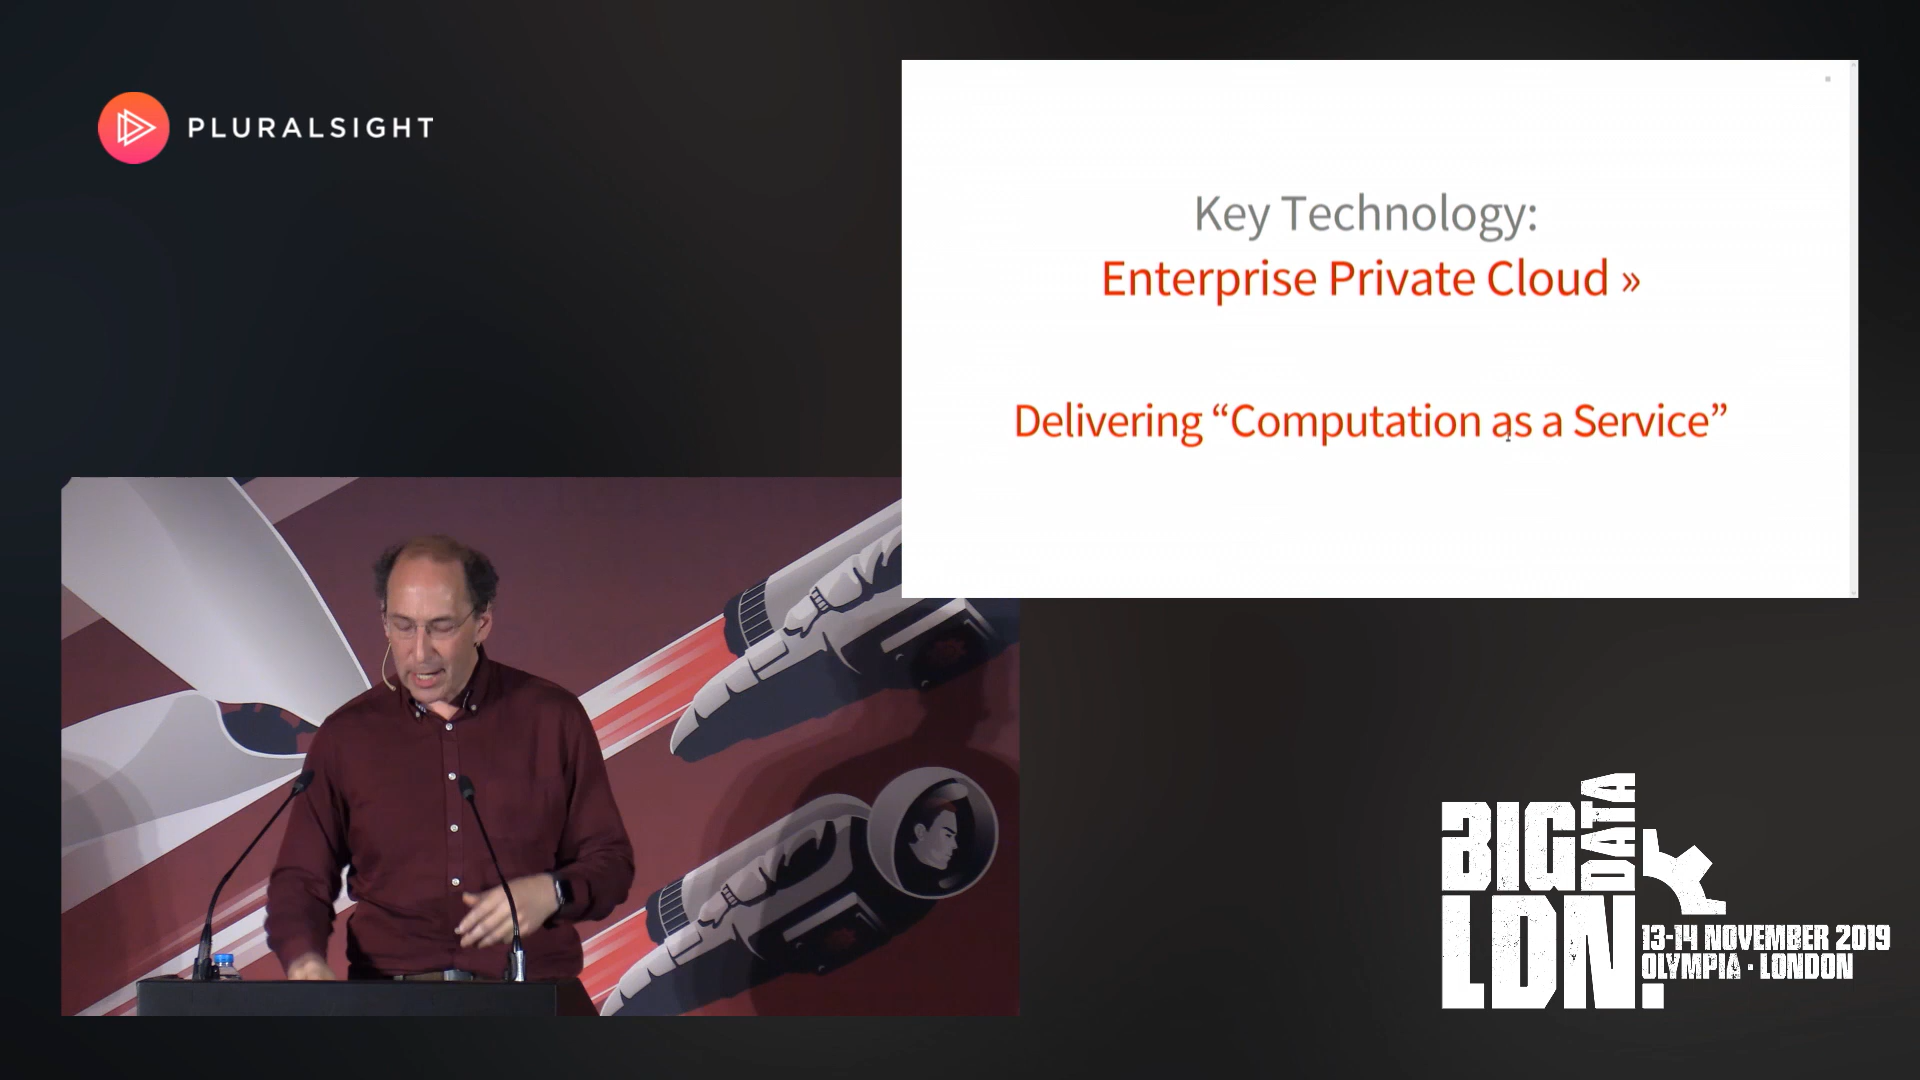 PLURALSIGHT
Key Technology:
Enterprise Private Cloud »
Delivering “Computation as a Service”
BIG
DATA
LDN.
13-14 NOVEMBER 2019
OLYMPIA · LONDON